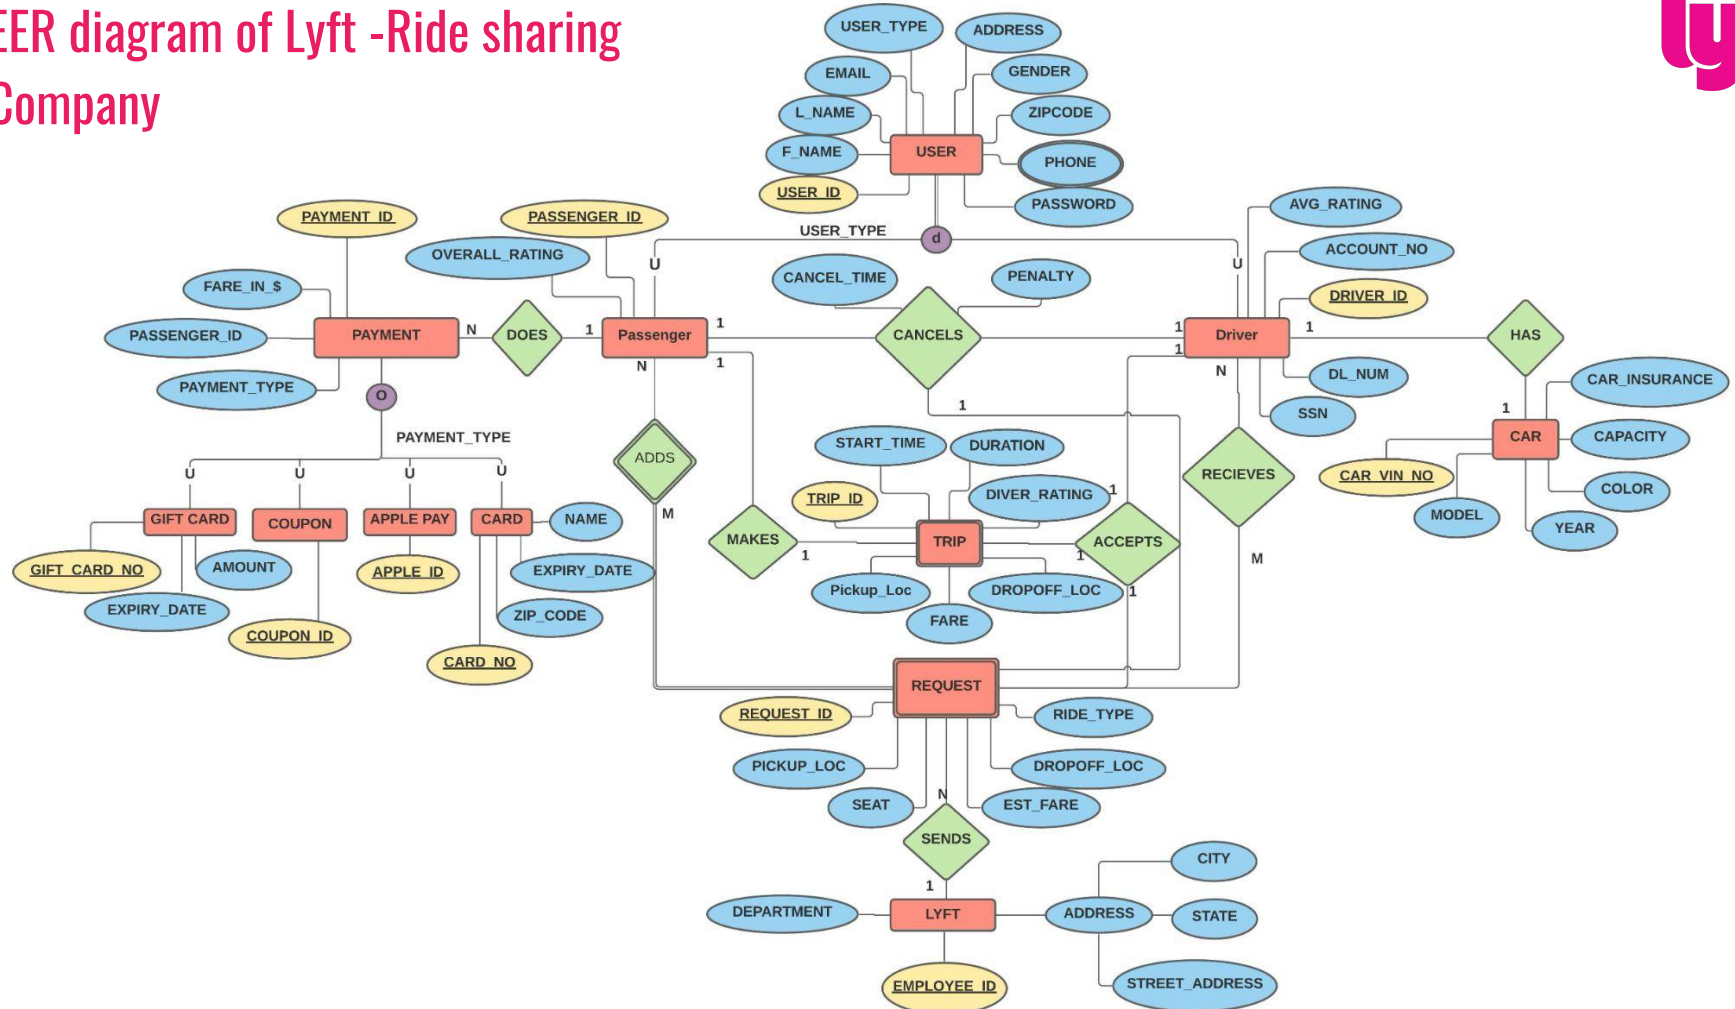 EER diagram of Lyft -Ride sharing
Company
ly
USER_TYPE
ADDRESS
EMAIL
GENDER
L_NAME
ZIPCODE
F_NAME
USER
PHONE
USER_ID
PASSWORD
PAYMENT_ID
PASSENGER_ID
AVG_RATING
USER_TYPE
d
OVERALL_RATING
ACCOUNT_NO
U
U
CANCEL_TIME
PENALTY
FARE_IN_$
DRIVER_ID
PASSENGER_ID
PAYMENT
N
DOES
1
Passenger
1
CANCELS
1
Driver
1
HAS
1
1
N
N
PAYMENT_TYPE
DL_NUM
CAR_INSURANCE
O
1
1
SSN
PAYMENT_TYPE
START_TIME
DURATION
CAR
CAPACITY
ADDS
U
U
U
U
RECIEVES
CAR_VIN_NO
TRIP_ID
DIVER_RATING
1
COLOR
M
MODEL
YEAR
GIFT CARD
COUPON
APPLE PAY
CARD
NAME
MAKES
1
TRIP
1
ACCEPTS
M
GIFT_CARD_NO
AMOUNT
APPLE_ID
EXPIRY_DATE
Pickup_Loc
DROPOFF_LOC
1
EXPIRY_DATE
ZIP_CODE
FARE
COUPON_ID
CARD_NO
REQUEST
REQUEST_ID
RIDE_TYPE
PICKUP_LOC
DROPOFF_LOC
N
SEAT
EST_FARE
SENDS
CITY
1
DEPARTMENT
LYFT
ADDRESS
STATE
EMPLOYEE_ID
STREET_ADDRESS